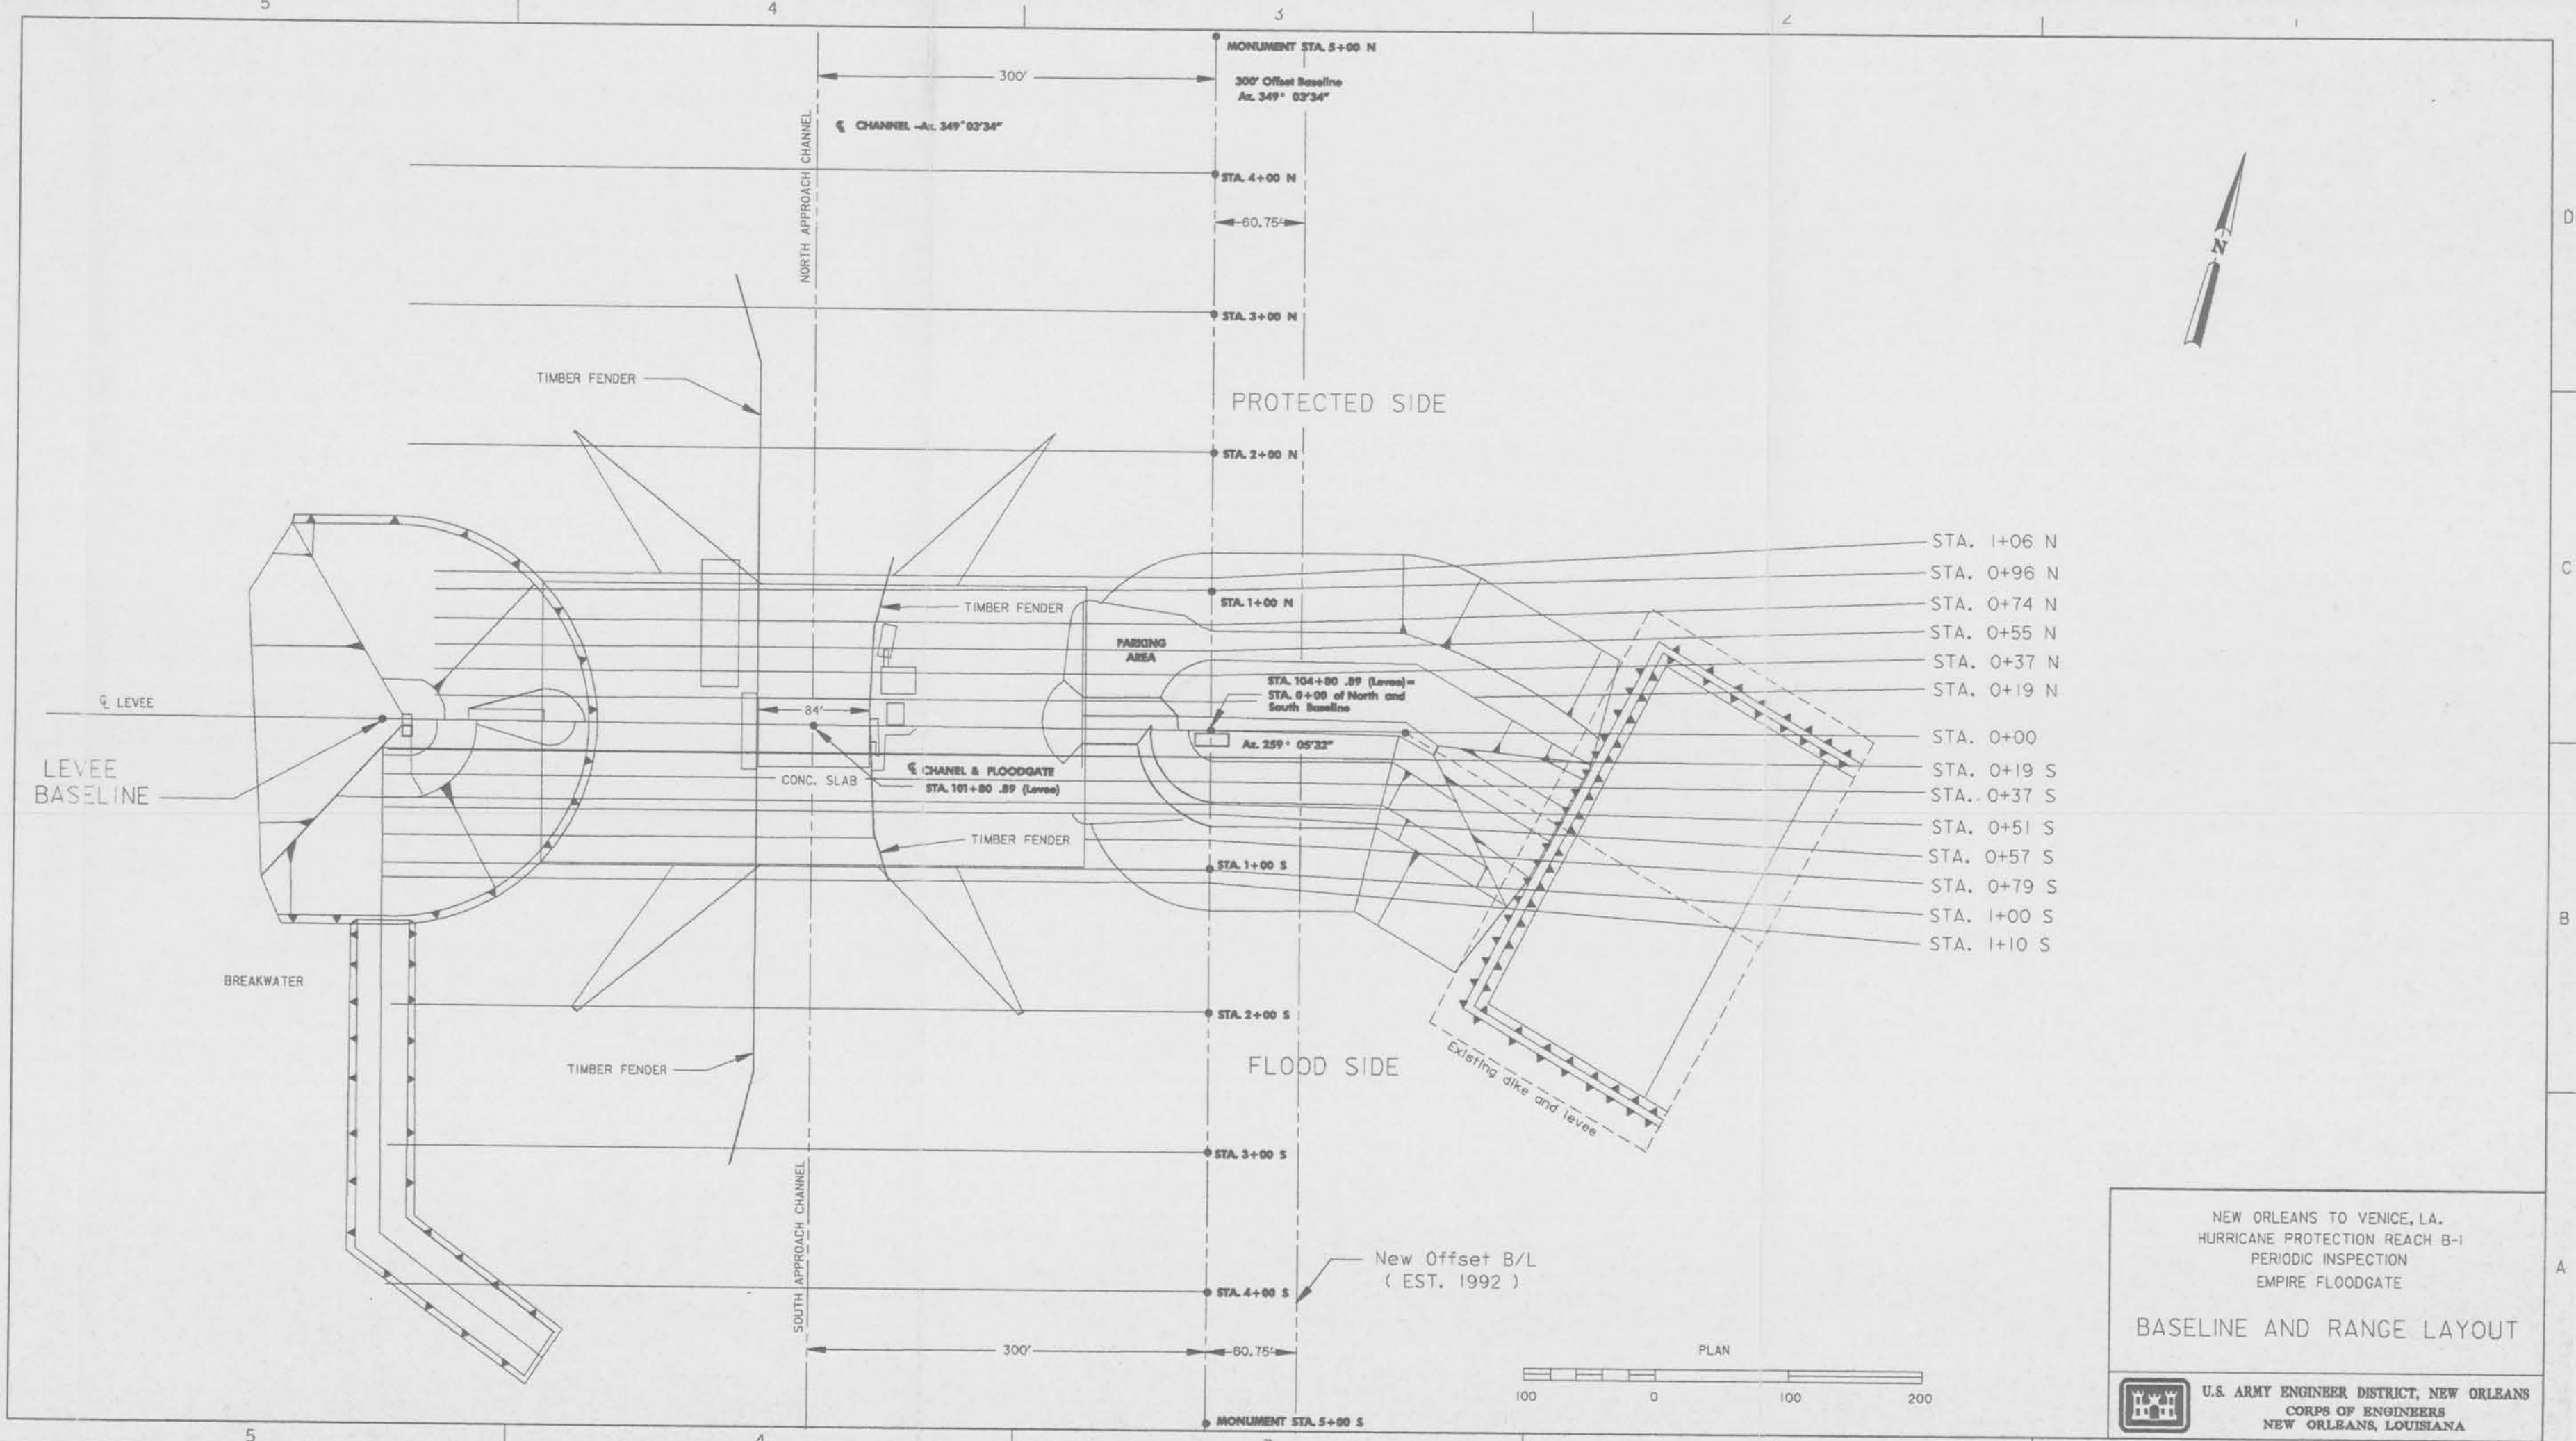 5
4
3
2
1
MONUMENT STA. 5+00 N
300'
300' Offset Baseline
Az. 349° 03'34"
℄ CHANNEL -Az. 349°03'34"
NORTH APPROACH CHANNEL
STA. 4+00 N
60.75'
D
N
STA. 3+00 N
TIMBER FENDER
PROTECTED SIDE
STA. 2+00 N
STA. 1+06 N
STA. 0+96 N
STA. 0+74 N
STA. 0+55 N
STA. 0+37 N
STA. 0+19 N
STA. 0+00
STA. 0+19 S
STA. 0+37 S
STA. 0+51 S
STA. 0+57 S
STA. 0+79 S
STA. 1+00 S
STA. 1+10 S
C
STA. 1+00 N
TIMBER FENDER
PARKING
AREA
STA. 104+80 .89 (Levee)=
STA. 0+00 of North and
South Baseline
Az. 259° 05'32"
℄ LEVEE
84'
LEVEE
BASELINE
CONC. SLAB
℄ CHANEL & FLOODGATE
STA. 101+80 .89 (Levee)
TIMBER FENDER
STA. 1+00 S
B
BREAKWATER
STA. 2+00 S
TIMBER FENDER
FLOOD SIDE
Existing dike and levee
STA. 3+00 S
SOUTH APPROACH CHANNEL
New Offset B/L
( EST. 1992 )
STA. 4+00 S
A
300'
60.75'
PLAN
100 0 100 200
MONUMENT STA. 5+00 S
NEW ORLEANS TO VENICE, LA.
HURRICANE PROTECTION REACH B-1
PERIODIC INSPECTION
EMPIRE FLOODGATE
BASELINE AND RANGE LAYOUT
U.S. ARMY ENGINEER DISTRICT, NEW ORLEANS
CORPS OF ENGINEERS
NEW ORLEANS, LOUISIANA
5
4